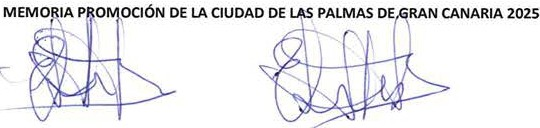 MEMORIA PROMOCIÓN DE LA CIUDAD DE LAS PALMAS DE GRAN CANARIA 2025